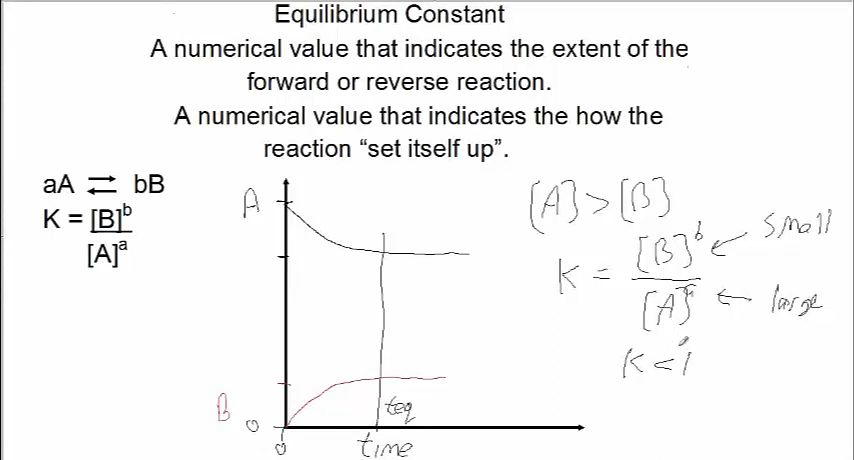 Equilibrium Constant
A numerical value that indicates the extent of the
forward or reverse reaction.
A numerical value that indicates the how the
reaction “set itself up”.
aA ⇄ bB
K = [B]ᵇ
[A]ᵃ
A
B
0
0
teq
time
[A] > [B]
K = [B]ᵇ ← small
[A]ᵃ ← large
K < 1